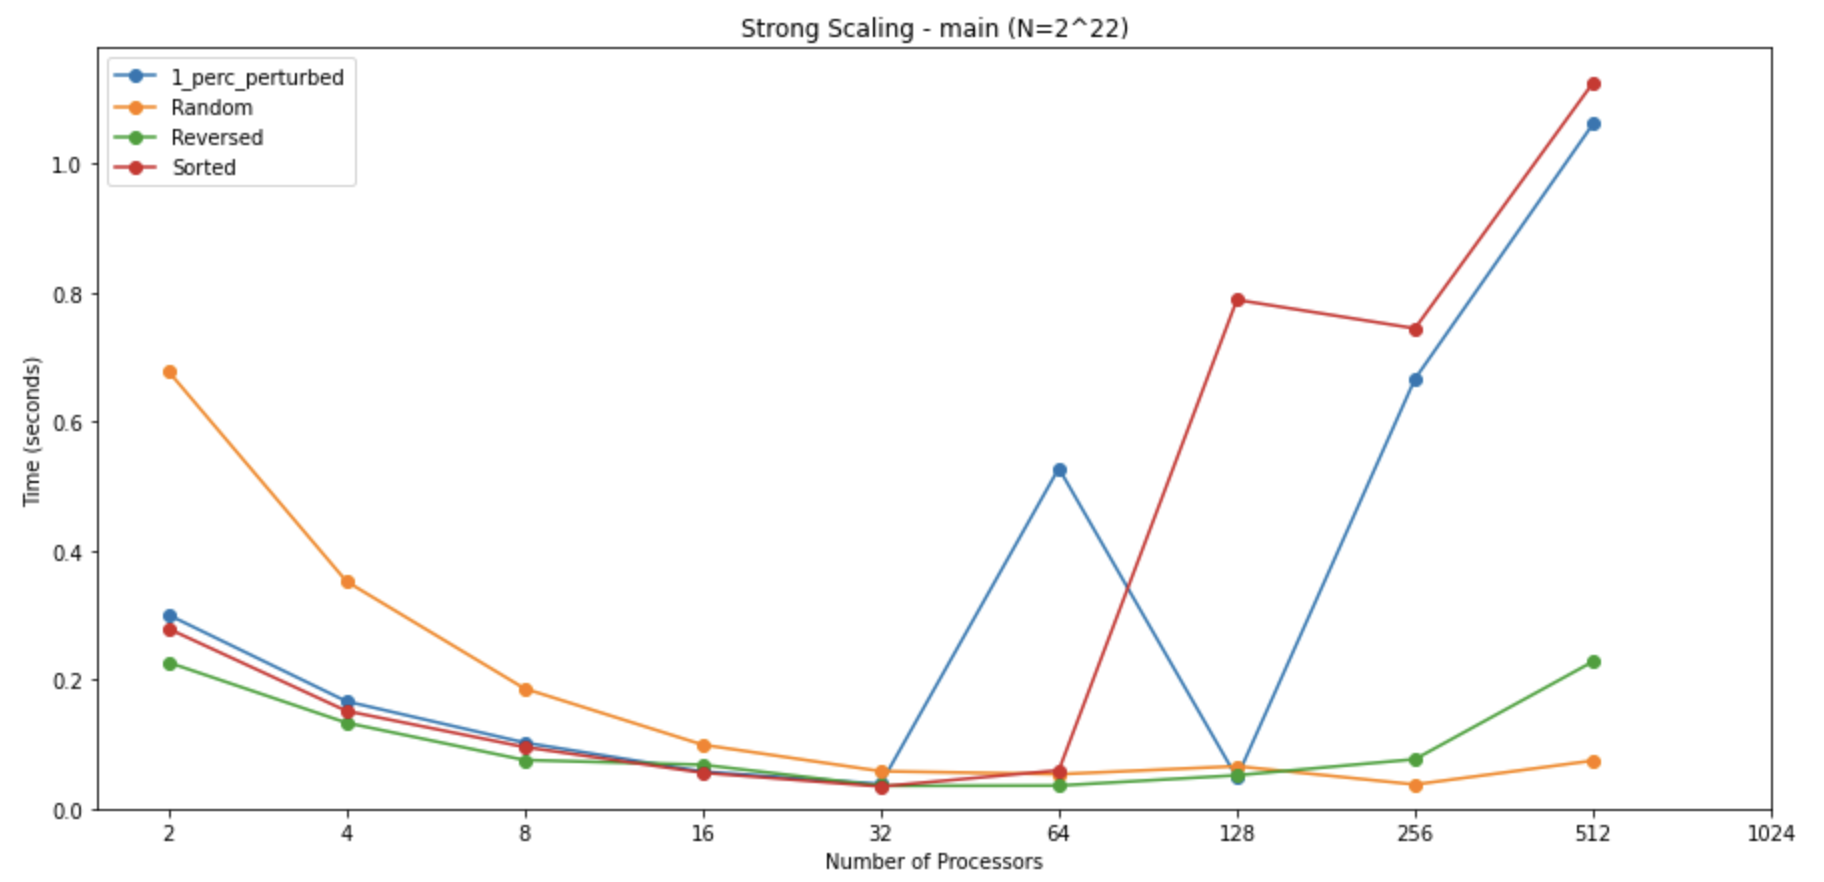 Strong Scaling - main (N=2^22)
1_perc_perturbed
Random
Reversed
Sorted
1.0
0.8
0.6
0.4
0.2
0.0
Time (seconds)
2 4 8 16 32 64 128 256 512 1024
Number of Processors